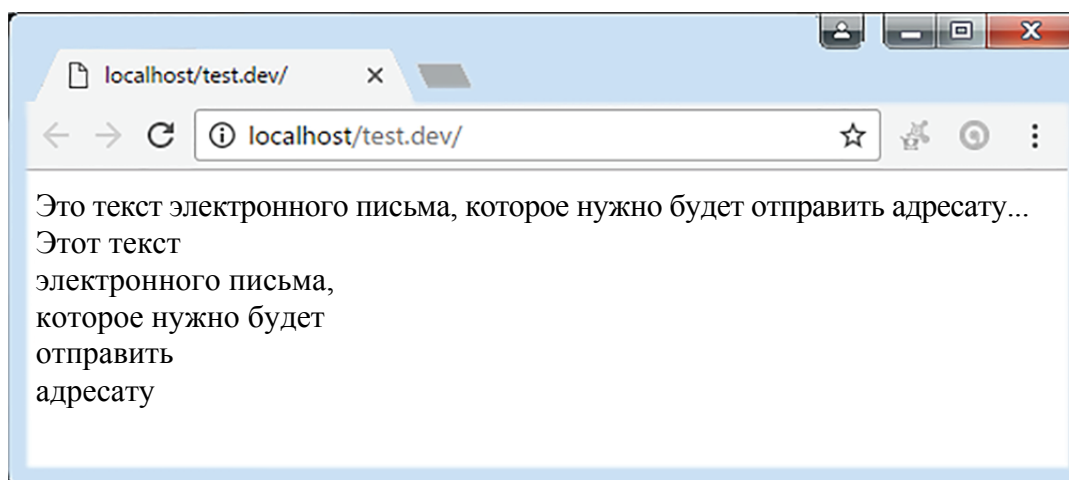 localhost/test.dev/
localhost/test.dev/
Это текст электронного письма, которое нужно будет отправить адресату...
Этот текст
электронного письма,
которое нужно будет
отправить
адресату